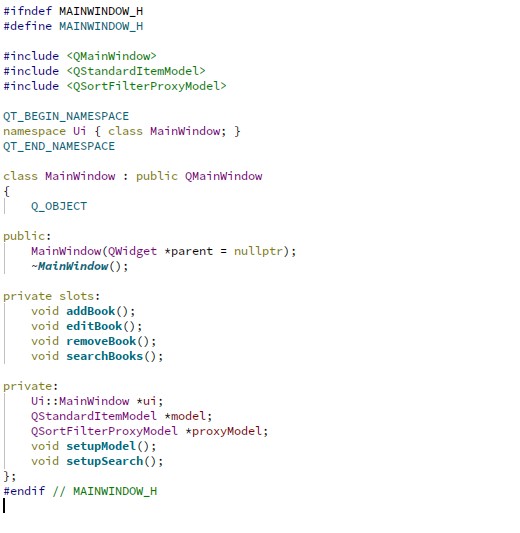 #ifndef MAINWINDOW_H
#define MAINWINDOW_H
#include <QMainWindow>
#include <QStandardItemModel>
#include <QSortFilterProxyModel>
QT_BEGIN_NAMESPACE
namespace Ui { class MainWindow; }
QT_END_NAMESPACE
class MainWindow : public QMainWindow
{
    Q_OBJECT
public:
    MainWindow(QWidget *parent = nullptr);
    ~MainWindow();
private slots:
    void addBook();
    void editBook();
    void removeBook();
    void searchBooks();
private:
    Ui::MainWindow *ui;
    QStandardItemModel *model;
    QSortFilterProxyModel *proxyModel;
    void setupModel();
    void setupSearch();
};
#endif // MAINWINDOW_H